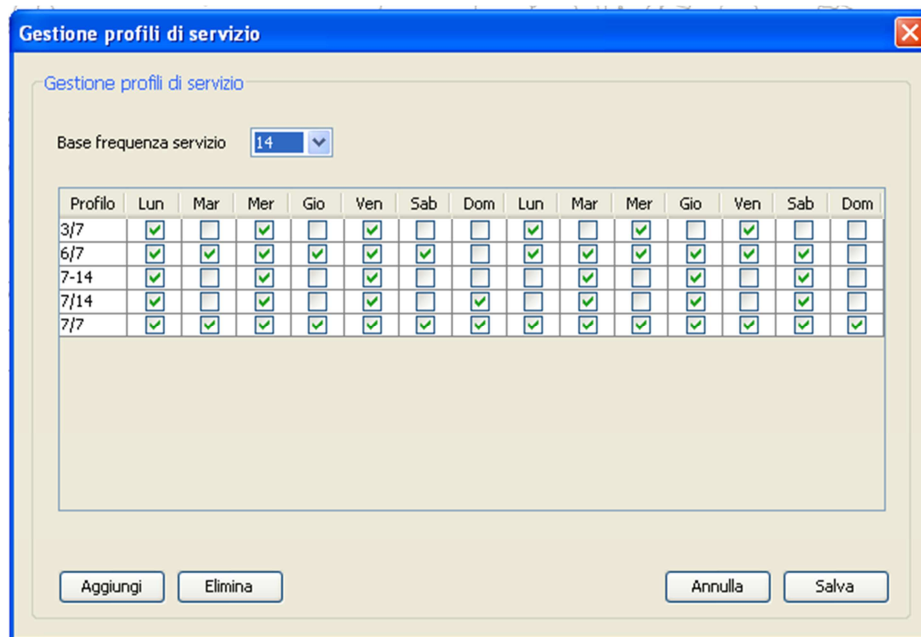 Gestione profili di servizio
Gestione profili di servizio
Base frequenza servizio 14
Profilo Lun Mar Mer Gio Ven Sab Dom Lun Mar Mer Gio Ven Sab Dom
3/7
6/7
7-14
7/14
7/7
Aggiungi Elimina Annulla Salva